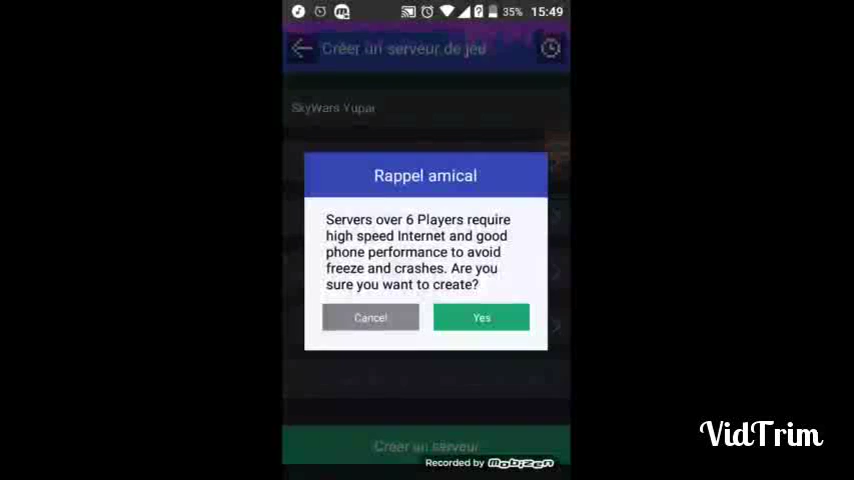 35% 15:49
Créer un serveur de jeu
SkyWars Yupar
Rappel amical
Servers over 6 Players require
high speed Internet and good
phone performance to avoid
freeze and crashes. Are you
sure you want to create?
Cancel Yes
Créer un serveur
Recorded by mobizen
VidTrim